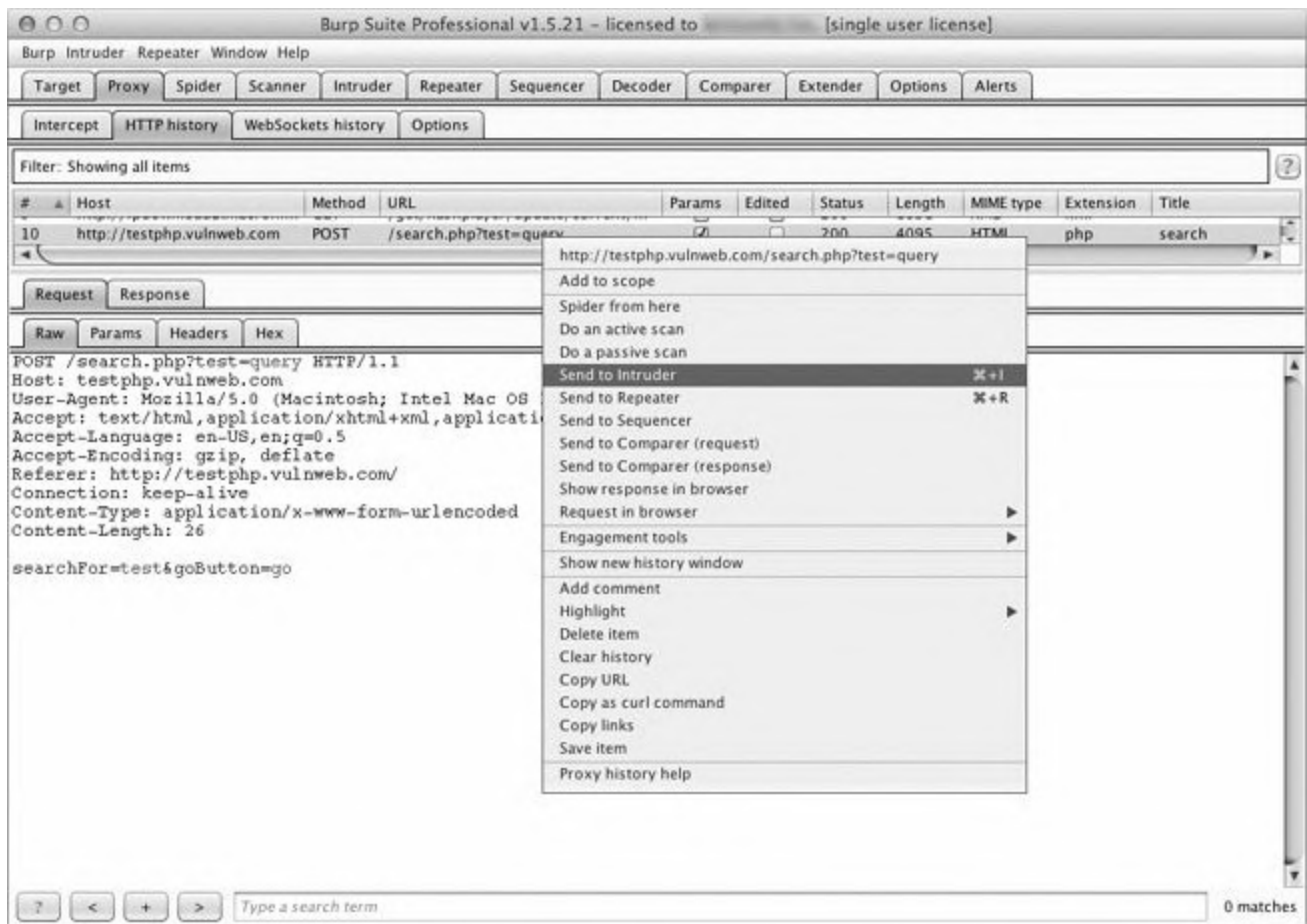 Burp Suite Professional v1.5.21 – licensed to [single user license]
Burp Intruder Repeater Window Help
Target Proxy Spider Scanner Intruder Repeater Sequencer Decoder Comparer Extender Options Alerts
Intercept HTTP history WebSockets history Options
Filter: Showing all items ?
# Host Method URL Params Edited Status Length MIME type Extension Title
10 http://testphp.vulnweb.com POST /search.php?test=query 200 4095 HTML php search
Request Response
Raw Params Headers Hex
POST /search.php?test=query HTTP/1.1
Host: testphp.vulnweb.com
User-Agent: Mozilla/5.0 (Macintosh; Intel Mac OS
Accept: text/html,application/xhtml+xml,applicati
Accept-Language: en-US,en;q=0.5
Accept-Encoding: gzip, deflate
Referer: http://testphp.vulnweb.com/
Connection: keep-alive
Content-Type: application/x-www-form-urlencoded
Content-Length: 26
searchFor=test&goButton=go
http://testphp.vulnweb.com/search.php?test=query
Add to scope
Spider from here
Do an active scan
Do a passive scan
Send to Intruder ⌘+I
Send to Repeater ⌘+R
Send to Sequencer
Send to Comparer (request)
Send to Comparer (response)
Show response in browser
Request in browser
Engagement tools
Show new history window
Add comment
Highlight
Delete item
Clear history
Copy URL
Copy as curl command
Copy links
Save item
Proxy history help
? < + > Type a search term 0 matches